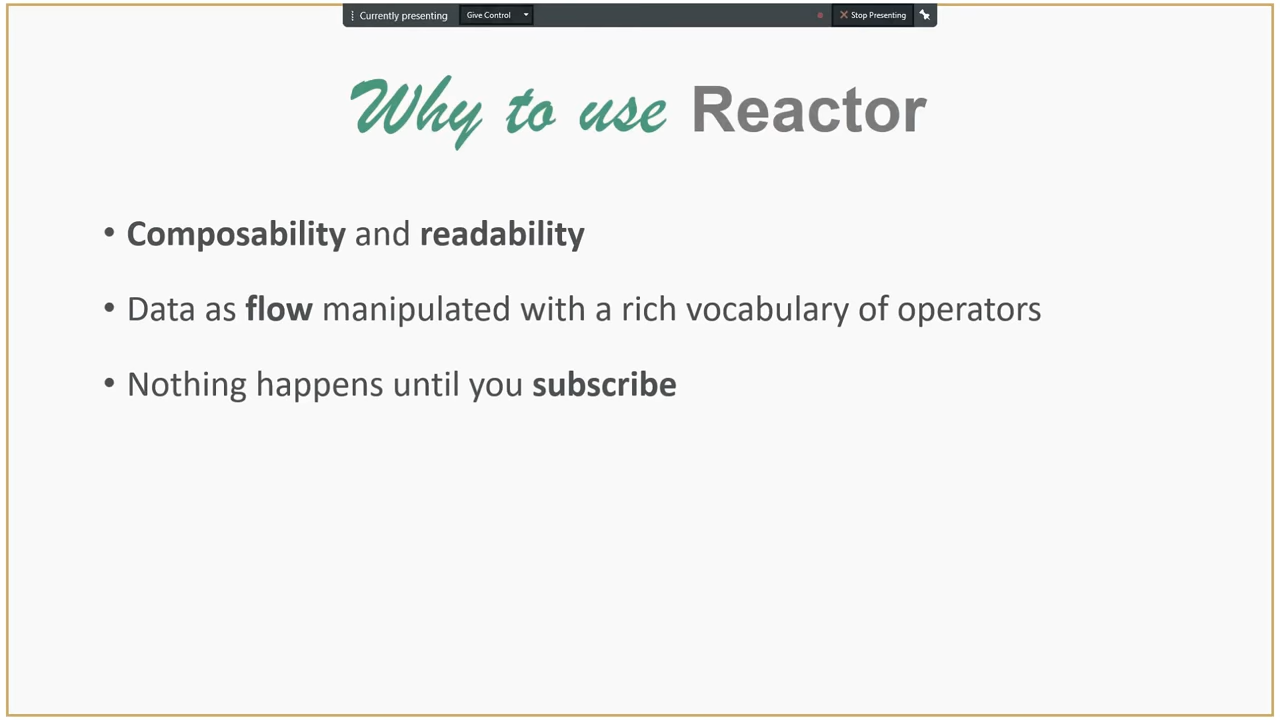 Currently presenting Give Control Stop Presenting
Why to use Reactor
• Composability and readability
• Data as flow manipulated with a rich vocabulary of operators
• Nothing happens until you subscribe